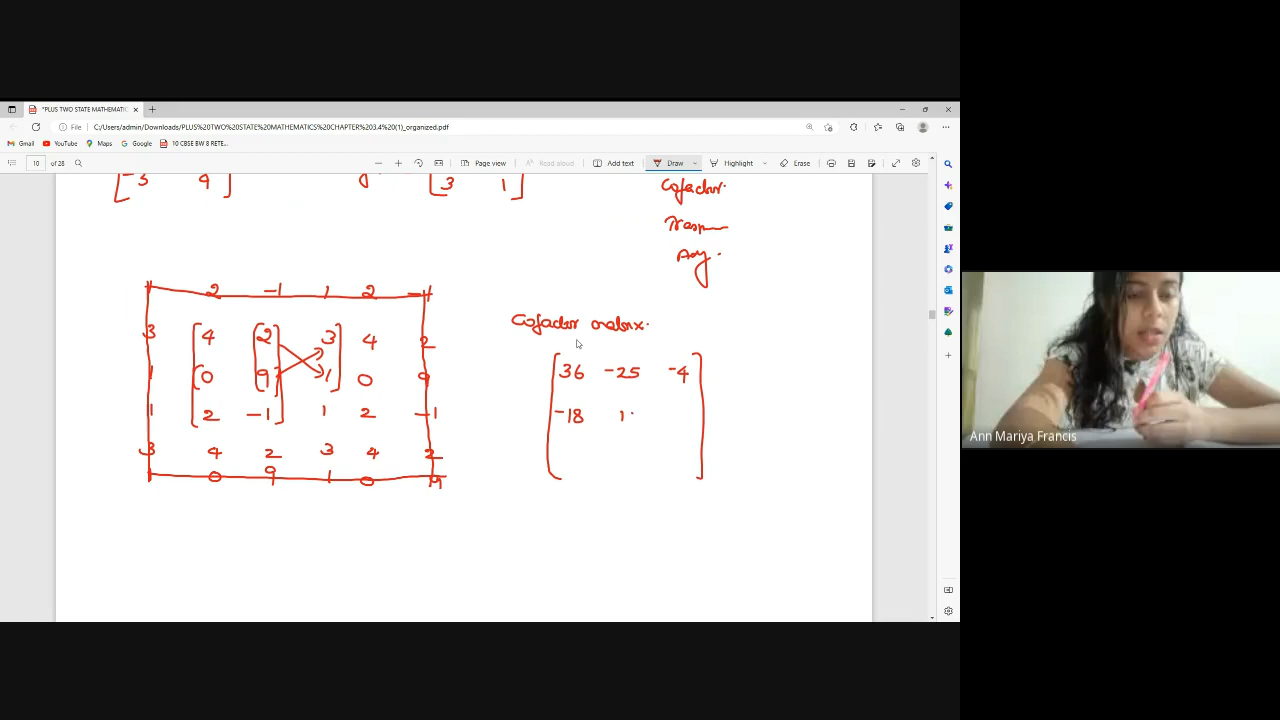 *PLUS TWO STATE MATHEMATIC
C:/Users/admin/Downloads/PLUS%20TWO%20STATE%20MATHEMATICS%20CHAPTER%203.4%20(1)_organized.pdf
File
Gmail YouTube Maps Google 10 CBSE BW 8 RETE...
10 of 28 Page view Read aloud Add text Draw Highlight Erase
-3 9 3 1 Cofactor.
Adj.
2 -1 1 2 -1
Cofactor matrix.
3 4 2 3 4 2
36 -25 -4
1 0 9 1 0 9
1 2 -1 1 2 -1
-18 1
3 4 2 3 4 2
1 0 9 1 0 9
Ann Mariya Francis